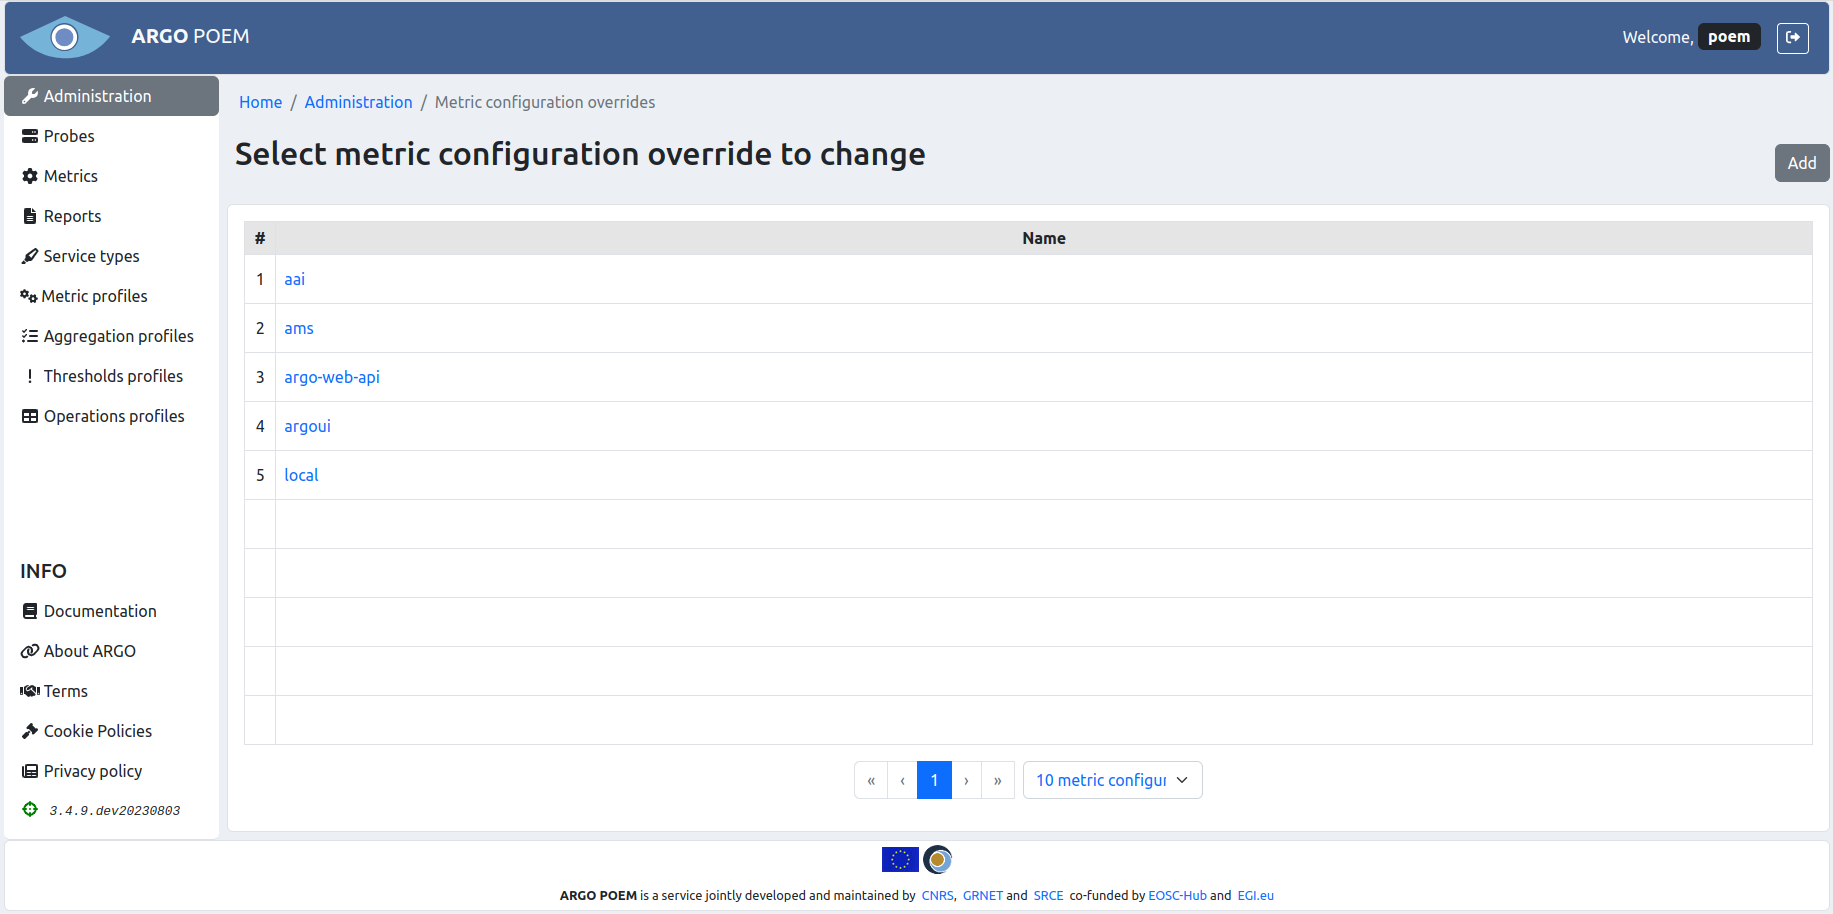 ARGO POEM
Welcome, poem
Administration
Probes
Metrics
Reports
Service types
Metric profiles
Aggregation profiles
Thresholds profiles
Operations profiles
INFO
Documentation
About ARGO
Terms
Cookie Policies
Privacy policy
3.4.9.dev20230803
Home / Administration / Metric configuration overrides
Select metric configuration override to change
Add
# Name
1 aai
2 ams
3 argo-web-api
4 argoui
5 local
« ‹ 1 › » 10 metric configur
ARGO POEM is a service jointly developed and maintained by CNRS, GRNET and SRCE co-funded by EOSC-Hub and EGI.eu